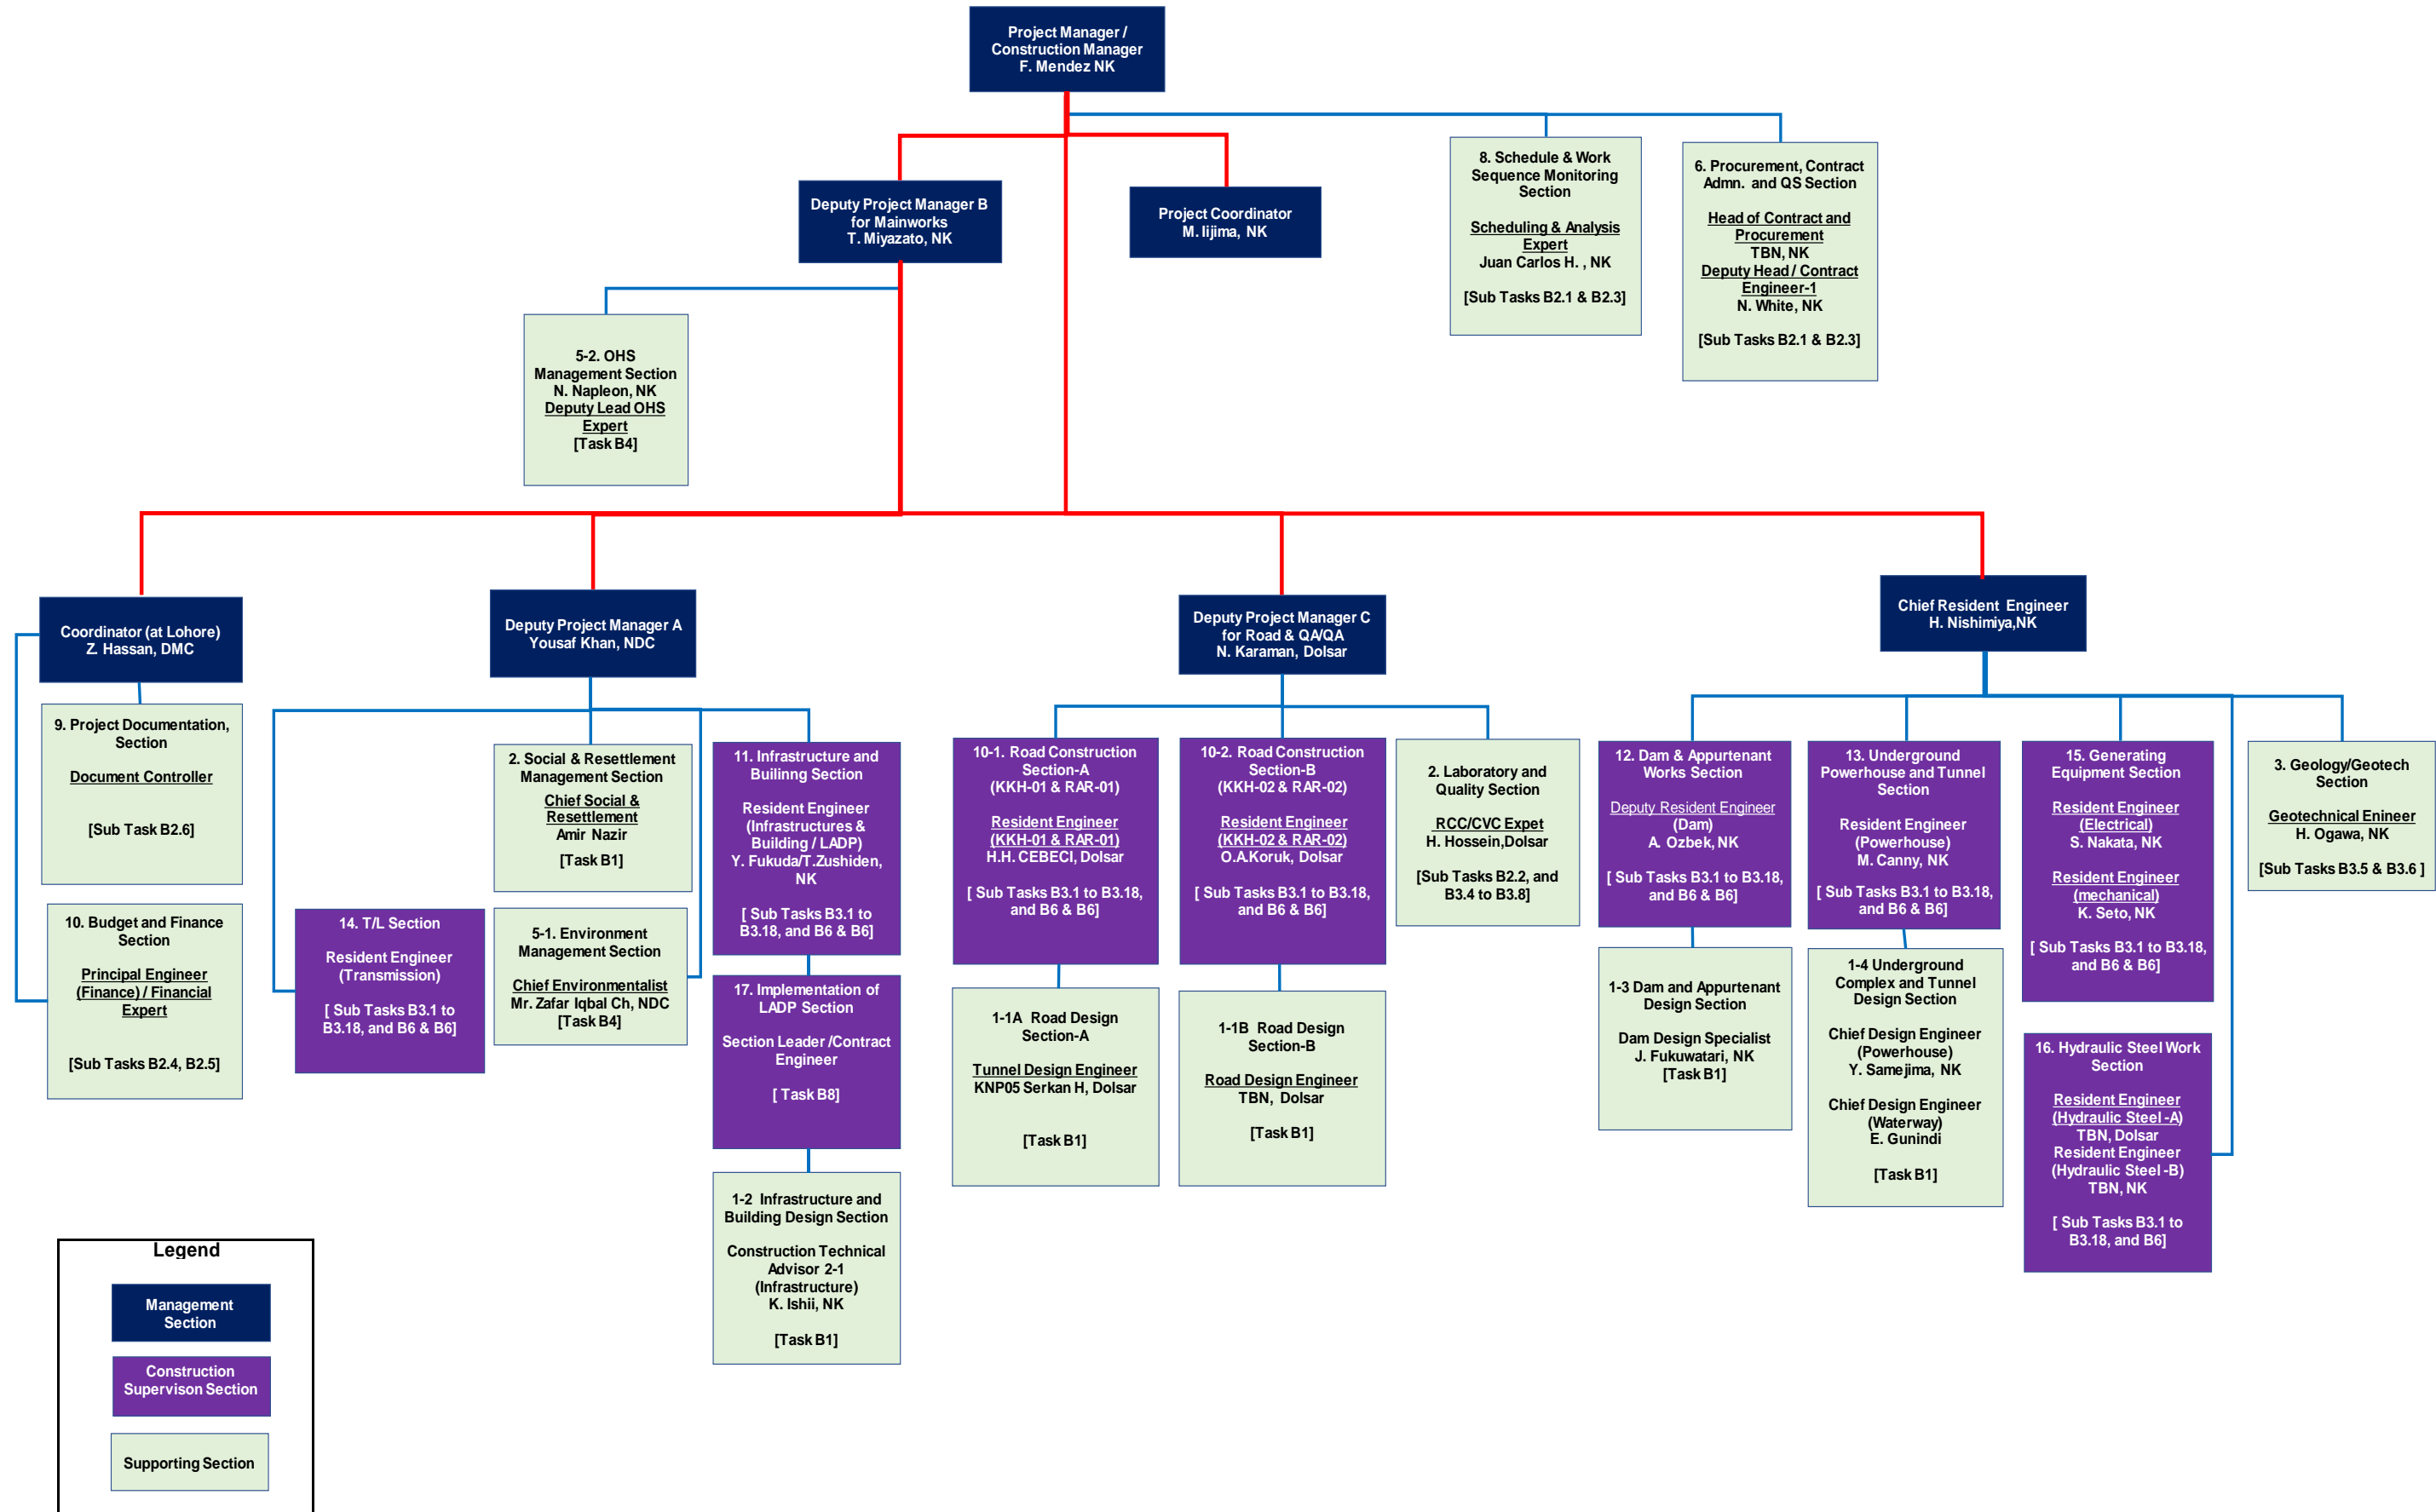 Project Manager /
Construction Manager
F. Mendez NK
Deputy Project Manager B
for Mainworks
T. Miyazato, NK
Project Coordinator
M. Iijima, NK
8. Schedule & Work
Sequence Monitoring
Section
Scheduling & Analysis
Expert
Juan Carlos H. , NK
[Sub Tasks B2.1 & B2.3]
6. Procurement, Contract
Admn. and QS Section
Head of Contract and
Procurement
TBN, NK
Deputy Head / Contract
Engineer-1
N. White, NK
[Sub Tasks B2.1 & B2.3]
5-2. OHS
Management Section
N. Napleon, NK
Deputy Lead OHS
Expert
[Task B4]
Coordinator (at Lohore)
Z. Hassan, DMC
Deputy Project Manager A
Yousaf Khan, NDC
Deputy Project Manager C
for Road & QA/QA
N. Karaman, Dolsar
Chief Resident Engineer
H. Nishimiya,NK
9. Project Documentation,
Section
Document Controller
[Sub Task B2.6]
10. Budget and Finance
Section
Principal Engineer
(Finance) / Financial
Expert
[Sub Tasks B2.4, B2.5]
14. T/L Section
Resident Engineer
(Transmission)
[ Sub Tasks B3.1 to
B3.18, and B6 & B6]
2. Social & Resettlement
Management Section
Chief Social &
Resettlement
Amir Nazir
[Task B1]
5-1. Environment
Management Section
Chief Environmentalist
Mr. Zafar Iqbal Ch, NDC
[Task B4]
11. Infrastructure and
Builinng Section
Resident Engineer
(Infrastructures &
Building / LADP)
Y. Fukuda/T.Zushiden,
NK
[ Sub Tasks B3.1 to
B3.18, and B6 & B6]
17. Implementation of
LADP Section
Section Leader /Contract
Engineer
[ Task B8]
1-2 Infrastructure and
Building Design Section
Construction Technical
Advisor 2-1
(Infrastructure)
K. Ishii, NK
[Task B1]
10-1. Road Construction
Section-A
(KKH-01 & RAR-01)
Resident Engineer
(KKH-01 & RAR-01)
H.H. CEBECI, Dolsar
[ Sub Tasks B3.1 to B3.18,
and B6 & B6]
1-1A Road Design
Section-A
Tunnel Design Engineer
KNP05 Serkan H, Dolsar
[Task B1]
10-2. Road Construction
Section-B
(KKH-02 & RAR-02)
Resident Engineer
(KKH-02 & RAR-02)
O.A.Koruk, Dolsar
[ Sub Tasks B3.1 to B3.18,
and B6 & B6]
1-1B Road Design
Section-B
Road Design Engineer
TBN, Dolsar
[Task B1]
2. Laboratory and
Quality Section
RCC/CVC Expet
H. Hossein,Dolsar
[Sub Tasks B2.2, and
B3.4 to B3.8]
12. Dam & Appurtenant
Works Section
Deputy Resident Engineer
(Dam)
A. Ozbek, NK
[ Sub Tasks B3.1 to B3.18,
and B6 & B6]
1-3 Dam and Appurtenant
Design Section
Dam Design Specialist
J. Fukuwatari, NK
[Task B1]
13. Underground
Powerhouse and Tunnel
Section
Resident Engineer
(Powerhouse)
M. Canny, NK
[ Sub Tasks B3.1 to B3.18,
and B6 & B6]
1-4 Underground
Complex and Tunnel
Design Section
Chief Design Engineer
(Powerhouse)
Y. Samejima, NK
Chief Design Engineer
(Waterway)
E. Gunindi
[Task B1]
15. Generating
Equipment Section
Resident Engineer
(Electrical)
S. Nakata, NK
Resident Engineer
(mechanical)
K. Seto, NK
[ Sub Tasks B3.1 to B3.18,
and B6 & B6]
16. Hydraulic Steel Work
Section
Resident Engineer
(Hydraulic Steel -A)
TBN, Dolsar
Resident Engineer
(Hydraulic Steel -B)
TBN, NK
[ Sub Tasks B3.1 to
B3.18, and B6]
3. Geology/Geotech
Section
Geotechnical Enineer
H. Ogawa, NK
[Sub Tasks B3.5 & B3.6 ]
Legend
Management
Section
Construction
Supervison Section
Supporting Section